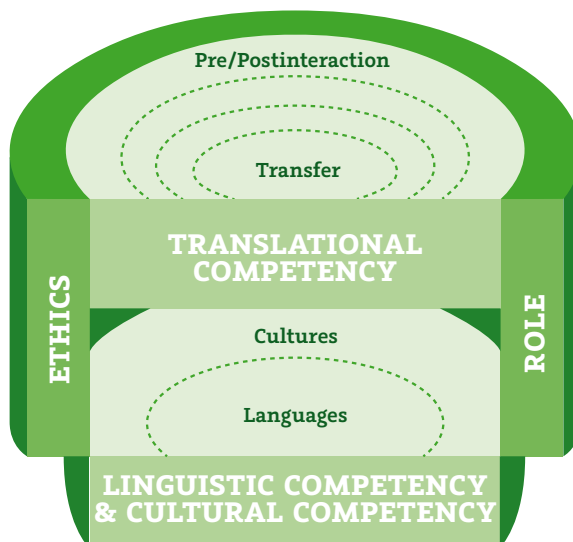 Pre/Postinteraction
Transfer
TRANSLATIONAL
COMPETENCY
ETHICS
ROLE
Cultures
Languages
LINGUISTIC COMPETENCY
& CULTURAL COMPETENCY